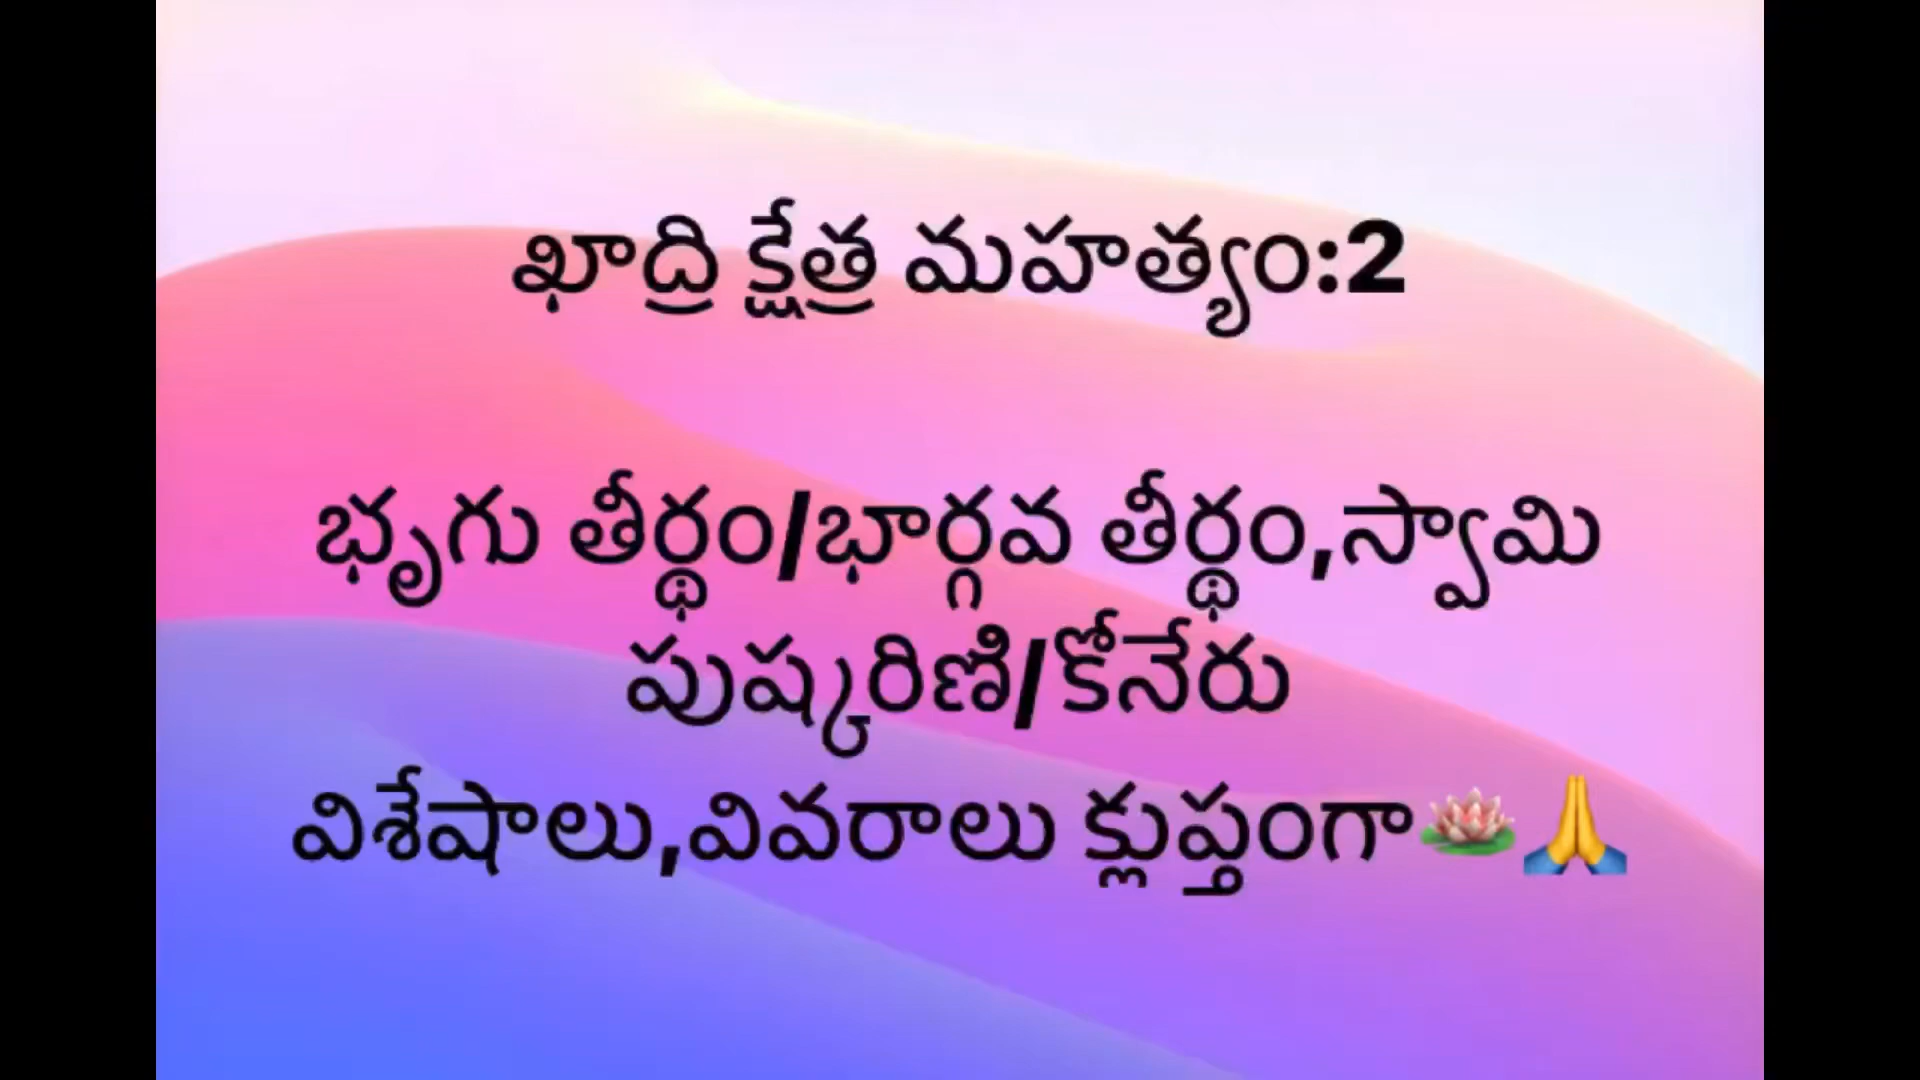 ఖాద్రి క్షేత్ర మహత్యం:2
భృగు తీర్థం/భార్గవ తీర్థం,స్వామి
పుష్కరిణి/కోనేరు
విశేషాలు,వివరాలు క్లుప్తంగా🪷🙏